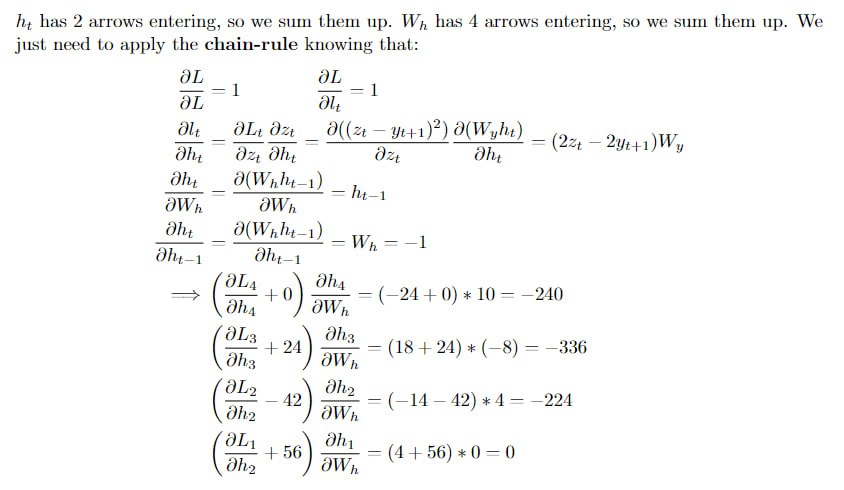 h_t has 2 arrows entering, so we sum them up. W_h has 4 arrows entering, so we sum them up. We
just need to apply the chain-rule knowing that:
∂L/∂L = 1    ∂L/∂l_t = 1
∂l_t/∂h_t = ∂L_t/∂z_t ∂z_t/∂h_t = ∂((z_t − y_{t+1})^2)/∂z_t ∂(W_y h_t)/∂h_t = (2z_t − 2y_{t+1})W_y
∂h_t/∂W_h = ∂(W_h h_{t−1})/∂W_h = h_{t−1}
∂h_t/∂h_{t−1} = ∂(W_h h_{t−1})/∂h_{t−1} = W_h = −1
⟹ (∂L_4/∂h_4 + 0) ∂h_4/∂W_h = (−24 + 0) ∗ 10 = −240
(∂L_3/∂h_3 + 24) ∂h_3/∂W_h = (18 + 24) ∗ (−8) = −336
(∂L_2/∂h_2 − 42) ∂h_2/∂W_h = (−14 − 42) ∗ 4 = −224
(∂L_1/∂h_2 + 56) ∂h_1/∂W_h = (4 + 56) ∗ 0 = 0